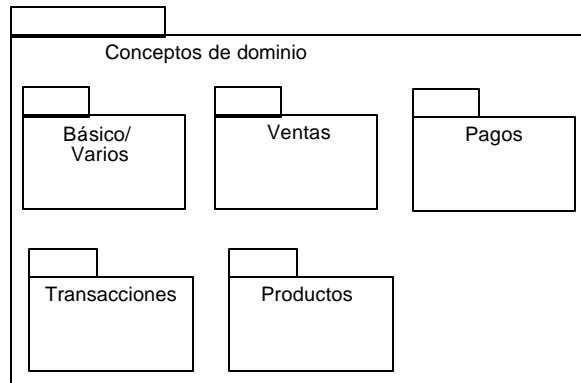 Conceptos de dominio
Básico/
Varios
Ventas
Pagos
Transacciones
Productos